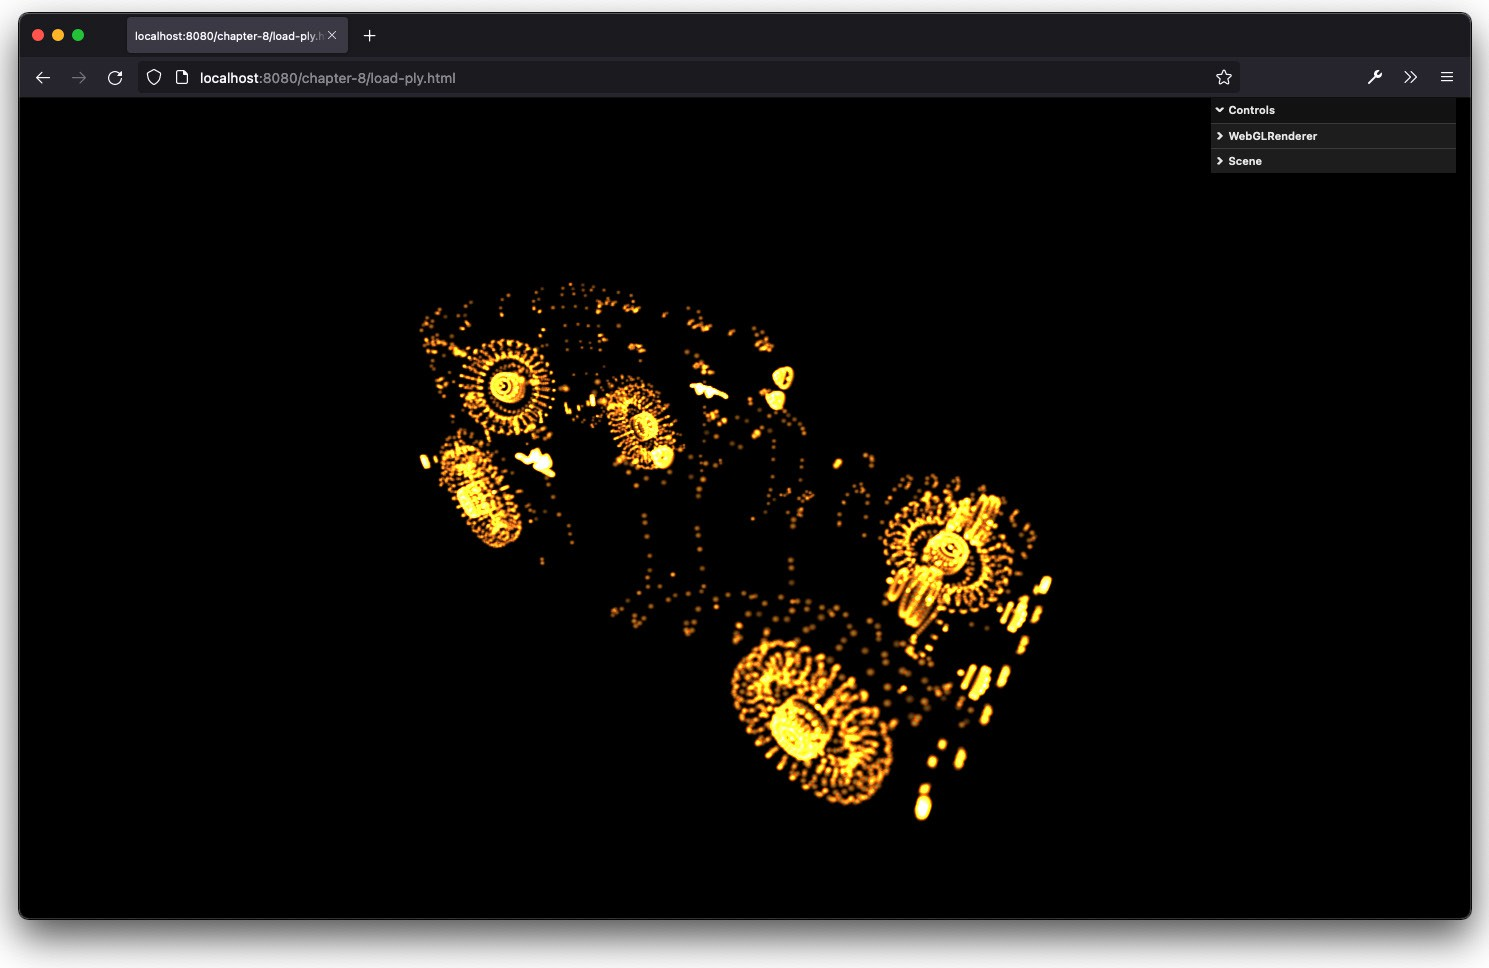 localhost:8080/chapter-8/load-ply.h
localhost:8080/chapter-8/load-ply.html
Controls
WebGLRenderer
Scene